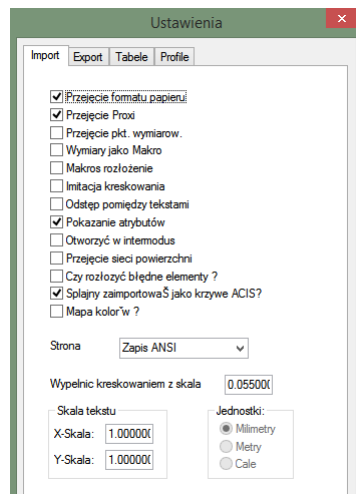 Ustawienia
Import Export Tabele Profile
Przejęcie formatu papieru
Przejęcie Proxi
Przejęcie pkt. wymiarow.
Wymiary jako Makro
Makros rozłożenie
Imitacja kreskowania
Odstęp pomiędzy tekstami
Pokazanie atrybutów
Otworzyć w intermodus
Przejęcie sieci powierzchni
Czy rozłozyć błędne elementy ?
Splajny zaimportowaŠ jako krzywe ACIS?
Mapa kolor˘w ?
Strona Zapis ANSI
Wypelnic kreskowaniem z skala 0.05500(
Skala tekstu Jednostki:
X-Skala: 1.00000( Milimetry
Metry
Y-Skala: 1.00000( Cale